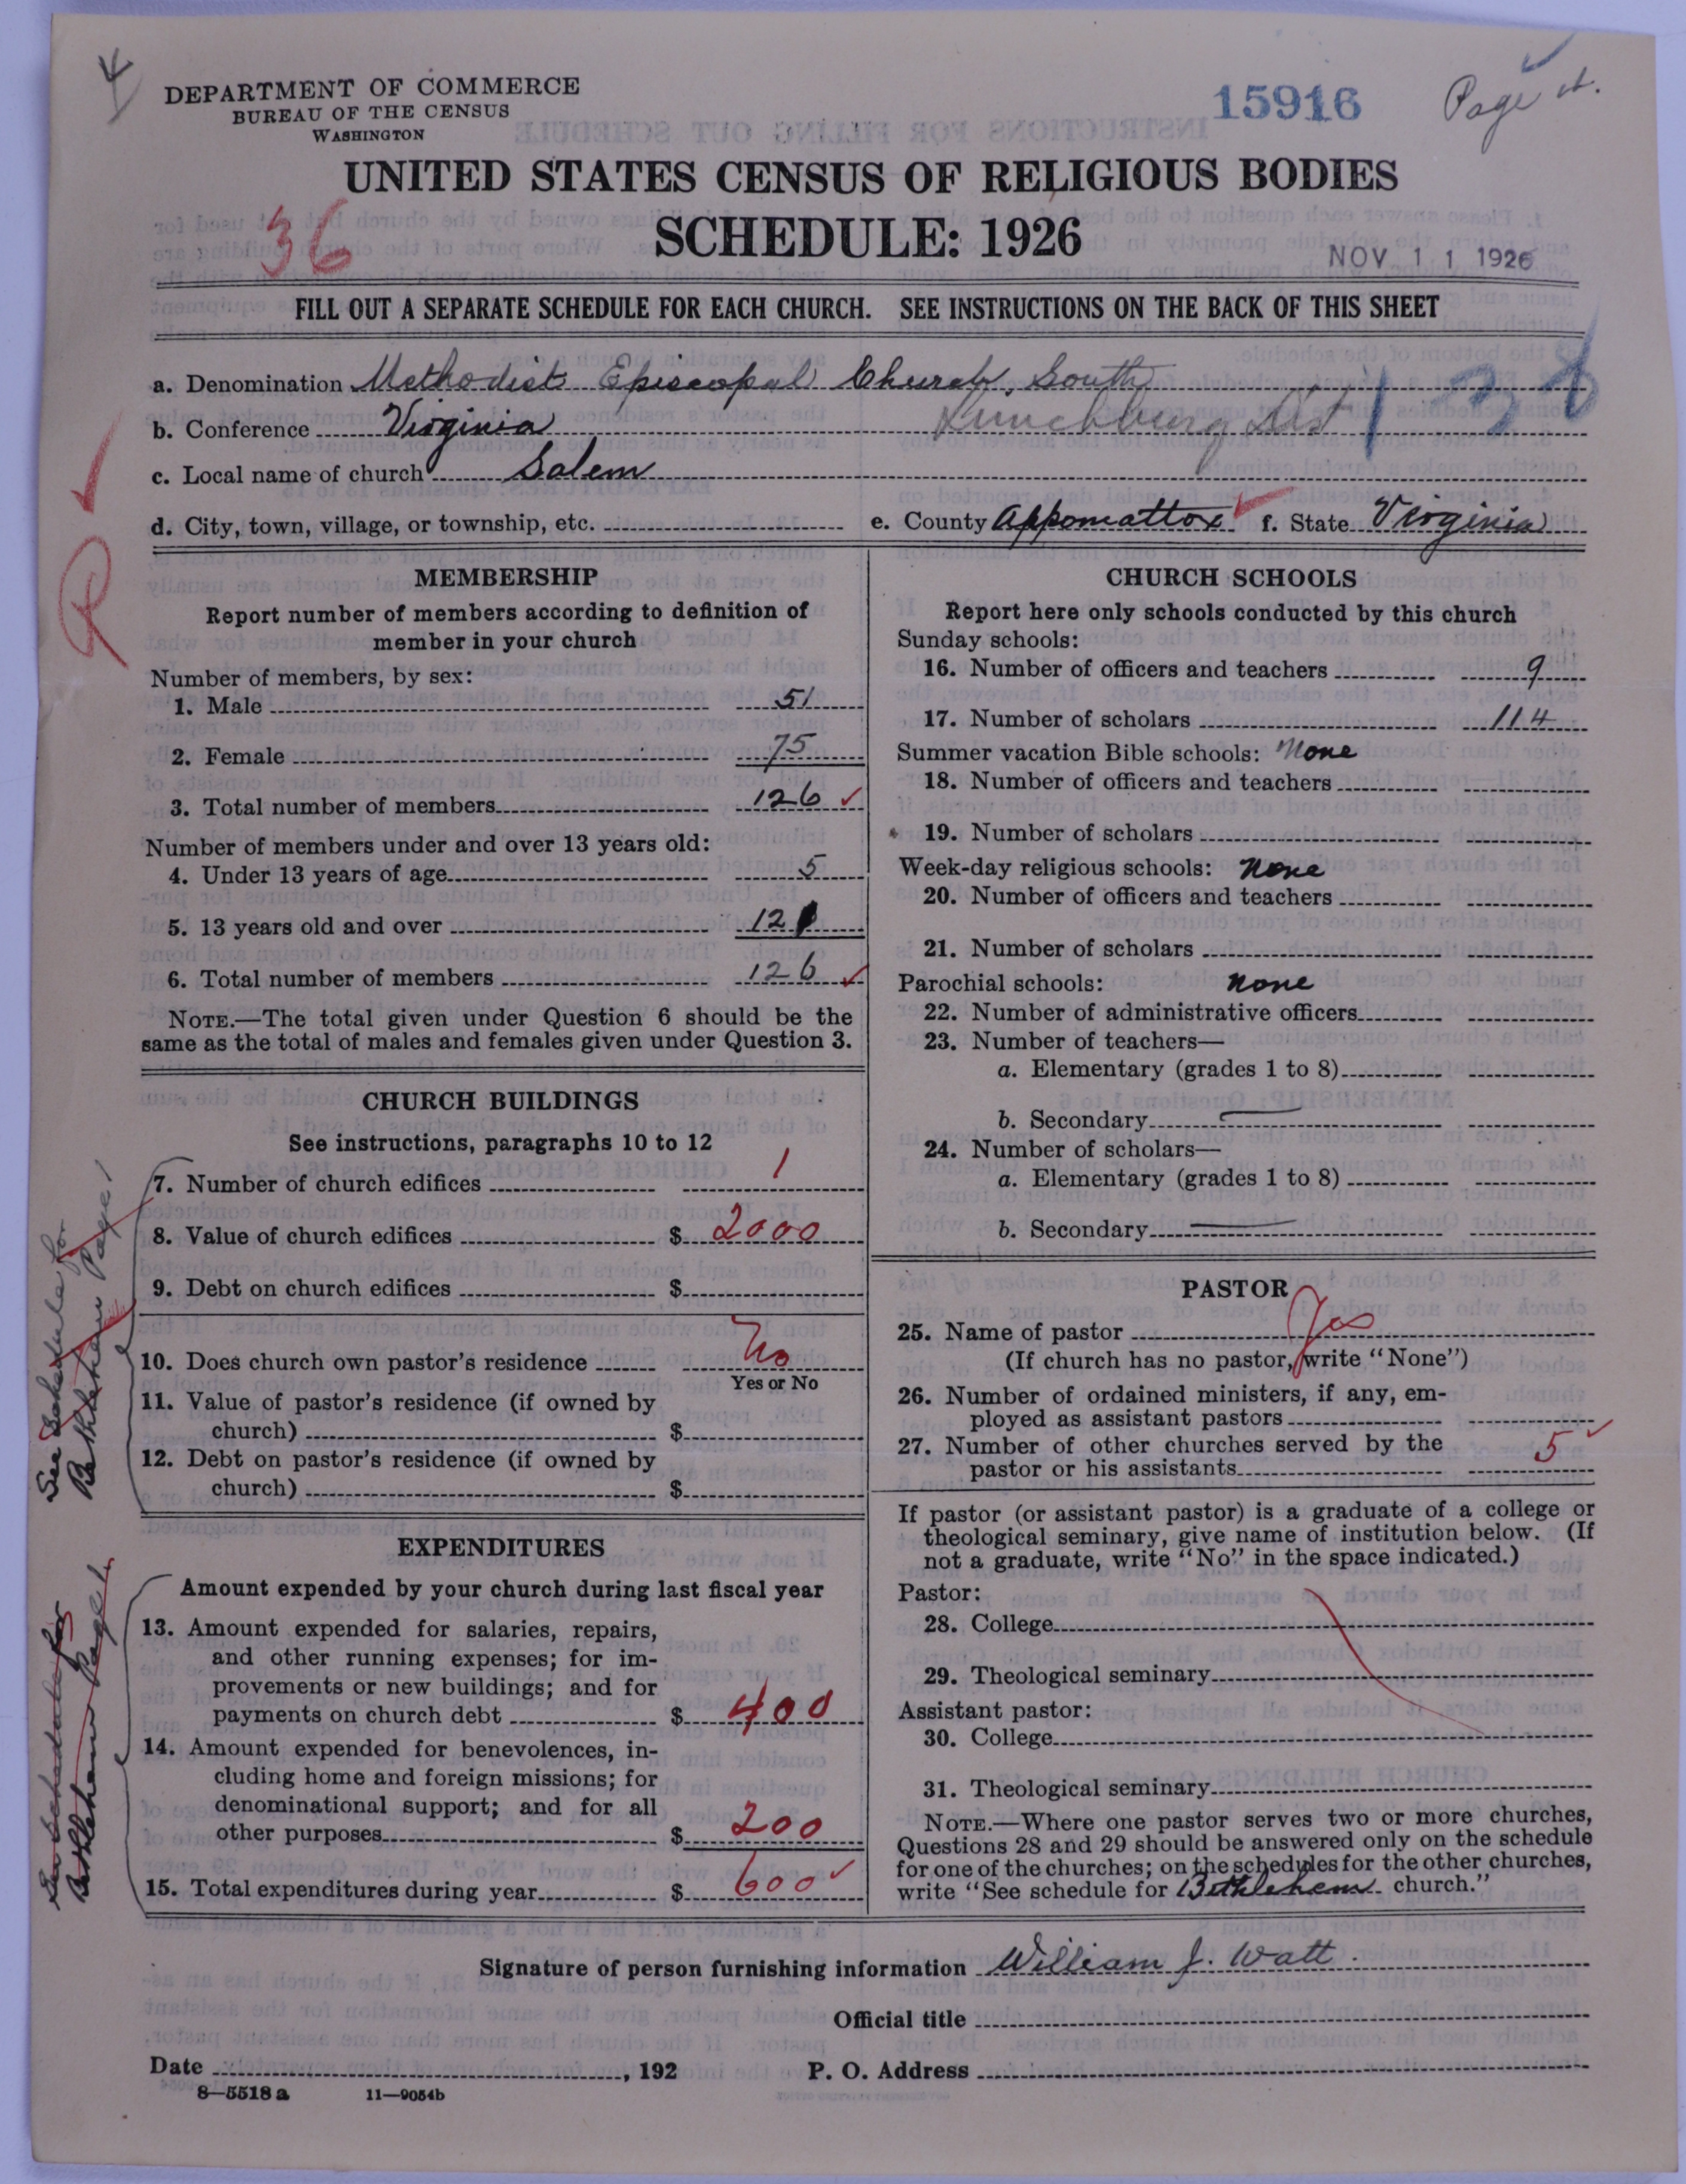 4
DEPARTMENT OF COMMERCE
BUREAU OF THE CENSUS
WASHINGTON
15916
Page 4.
UNITED STATES CENSUS OF RELIGIOUS BODIES
SCHEDULE: 1926
36
NOV 11 1926
FILL OUT A SEPARATE SCHEDULE FOR EACH CHURCH. SEE INSTRUCTIONS ON THE BACK OF THIS SHEET
a. Denomination Methodist Episcopal Church, South
b. Conference Virginia Lynchburg Dist
c. Local name of church Salem
d. City, town, village, or township, etc. e. County Appomattox f. State Virginia
MEMBERSHIP
Report number of members according to definition of
member in your church
Number of members, by sex:
1. Male 51
2. Female 75
3. Total number of members 126 ✓
Number of members under and over 13 years old:
4. Under 13 years of age 5
5. 13 years old and over 121
6. Total number of members 126 ✓
NOTE.—The total given under Question 6 should be the
same as the total of males and females given under Question 3.
CHURCH BUILDINGS
See instructions, paragraphs 10 to 12
7. Number of church edifices 1
8. Value of church edifices $ 2000
9. Debt on church edifices $
10. Does church own pastor's residence No
Yes or No
11. Value of pastor's residence (if owned by
church) $
12. Debt on pastor's residence (if owned by
church) $
See Schedule for
Bethlehem Page 1
EXPENDITURES
Amount expended by your church during last fiscal year
13. Amount expended for salaries, repairs,
and other running expenses; for im-
provements or new buildings; and for
payments on church debt $ 400
14. Amount expended for benevolences, in-
cluding home and foreign missions; for
denominational support; and for all
other purposes $ 200
15. Total expenditures during year $ 600 ✓
See Schedule for
Bethlehem Page 1
CHURCH SCHOOLS
Report here only schools conducted by this church
Sunday schools:
16. Number of officers and teachers 9
17. Number of scholars 114
Summer vacation Bible schools: None
18. Number of officers and teachers
19. Number of scholars
Week-day religious schools: None
20. Number of officers and teachers
21. Number of scholars
Parochial schools: None
22. Number of administrative officers
23. Number of teachers—
a. Elementary (grades 1 to 8)
b. Secondary
24. Number of scholars—
a. Elementary (grades 1 to 8)
b. Secondary
PASTOR
25. Name of pastor Yes
(If church has no pastor, write "None")
26. Number of ordained ministers, if any, em-
ployed as assistant pastors
27. Number of other churches served by the
pastor or his assistants 5 ✓
If pastor (or assistant pastor) is a graduate of a college or
theological seminary, give name of institution below. (If
not a graduate, write "No" in the space indicated.)
Pastor:
28. College
29. Theological seminary
Assistant pastor:
30. College
31. Theological seminary
NOTE.—Where one pastor serves two or more churches,
Questions 28 and 29 should be answered only on the schedule
for one of the churches; on the schedules for the other churches,
write "See schedule for Bethlehem church."
Signature of person furnishing information William J. Watt
Official title
Date , 192 P. O. Address
8—5518 a 11—9054b